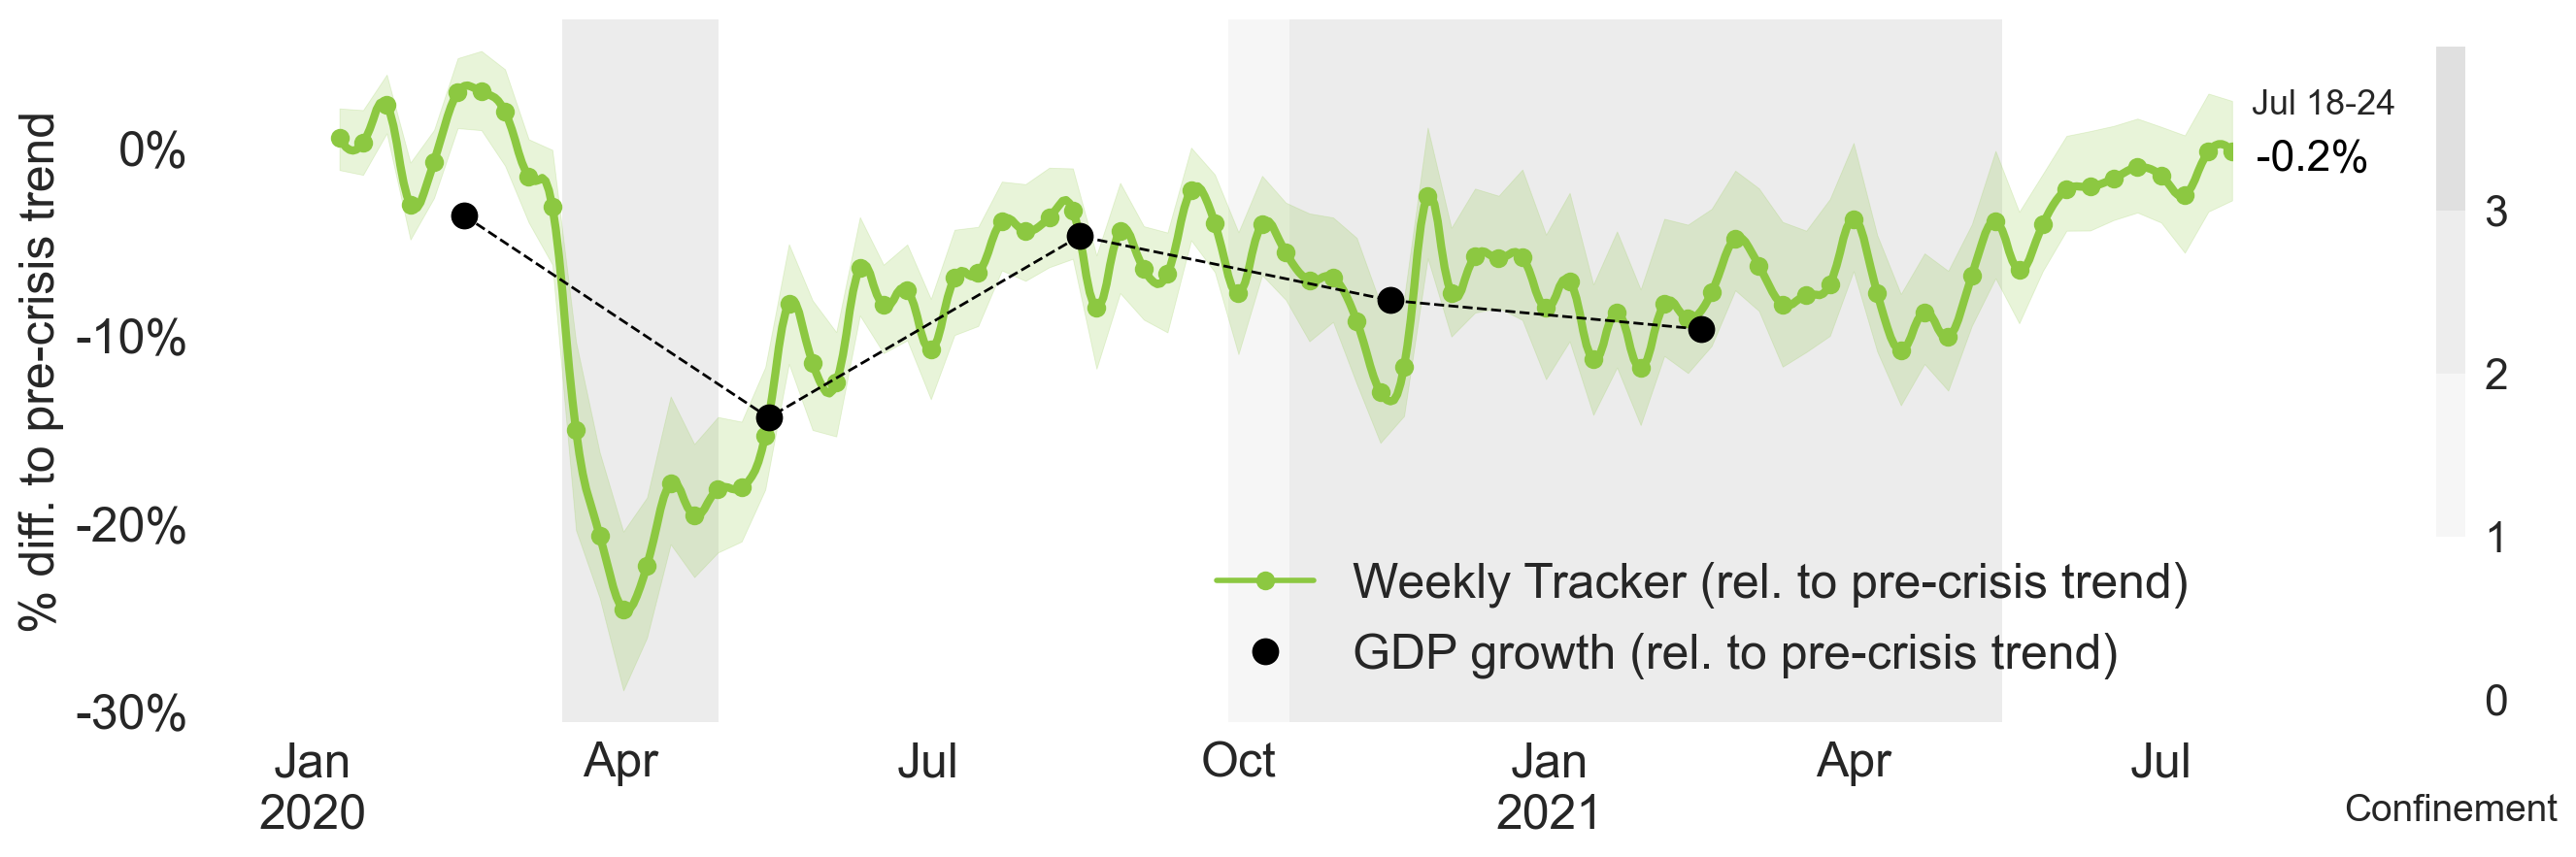 % diff. to pre-crisis trend
0%
-10%
-20%
-30%
Jan
2020
Apr
Jul
Oct
Jan
2021
Apr
Jul
Weekly Tracker (rel. to pre-crisis trend)
GDP growth (rel. to pre-crisis trend)
Jul 18-24
-0.2%
3
2
1
0
Confinement